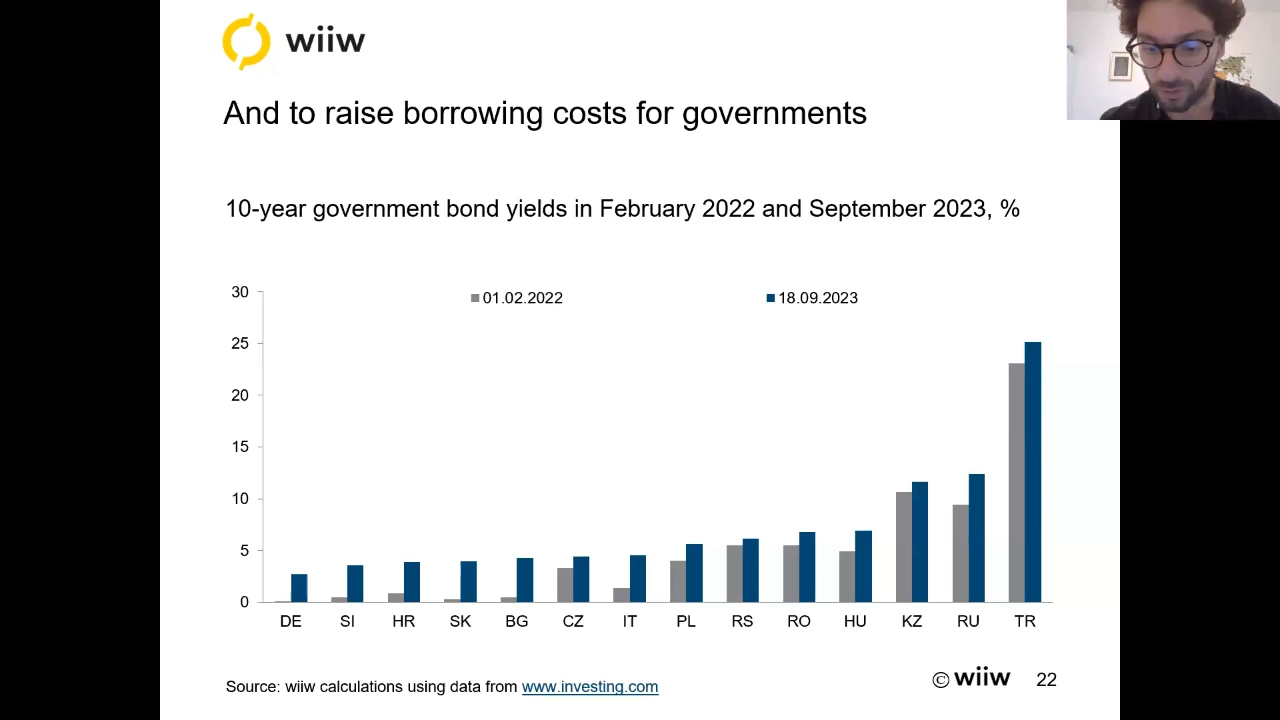 wiiw
And to raise borrowing costs for governments
10-year government bond yields in February 2022 and September 2023, %
01.02.2022 18.09.2023
30
25
20
15
10
5
0
DE SI HR SK BG CZ IT PL RS RO HU KZ RU TR
Source: wiiw calculations using data from www.investing.com
© wiiw 22